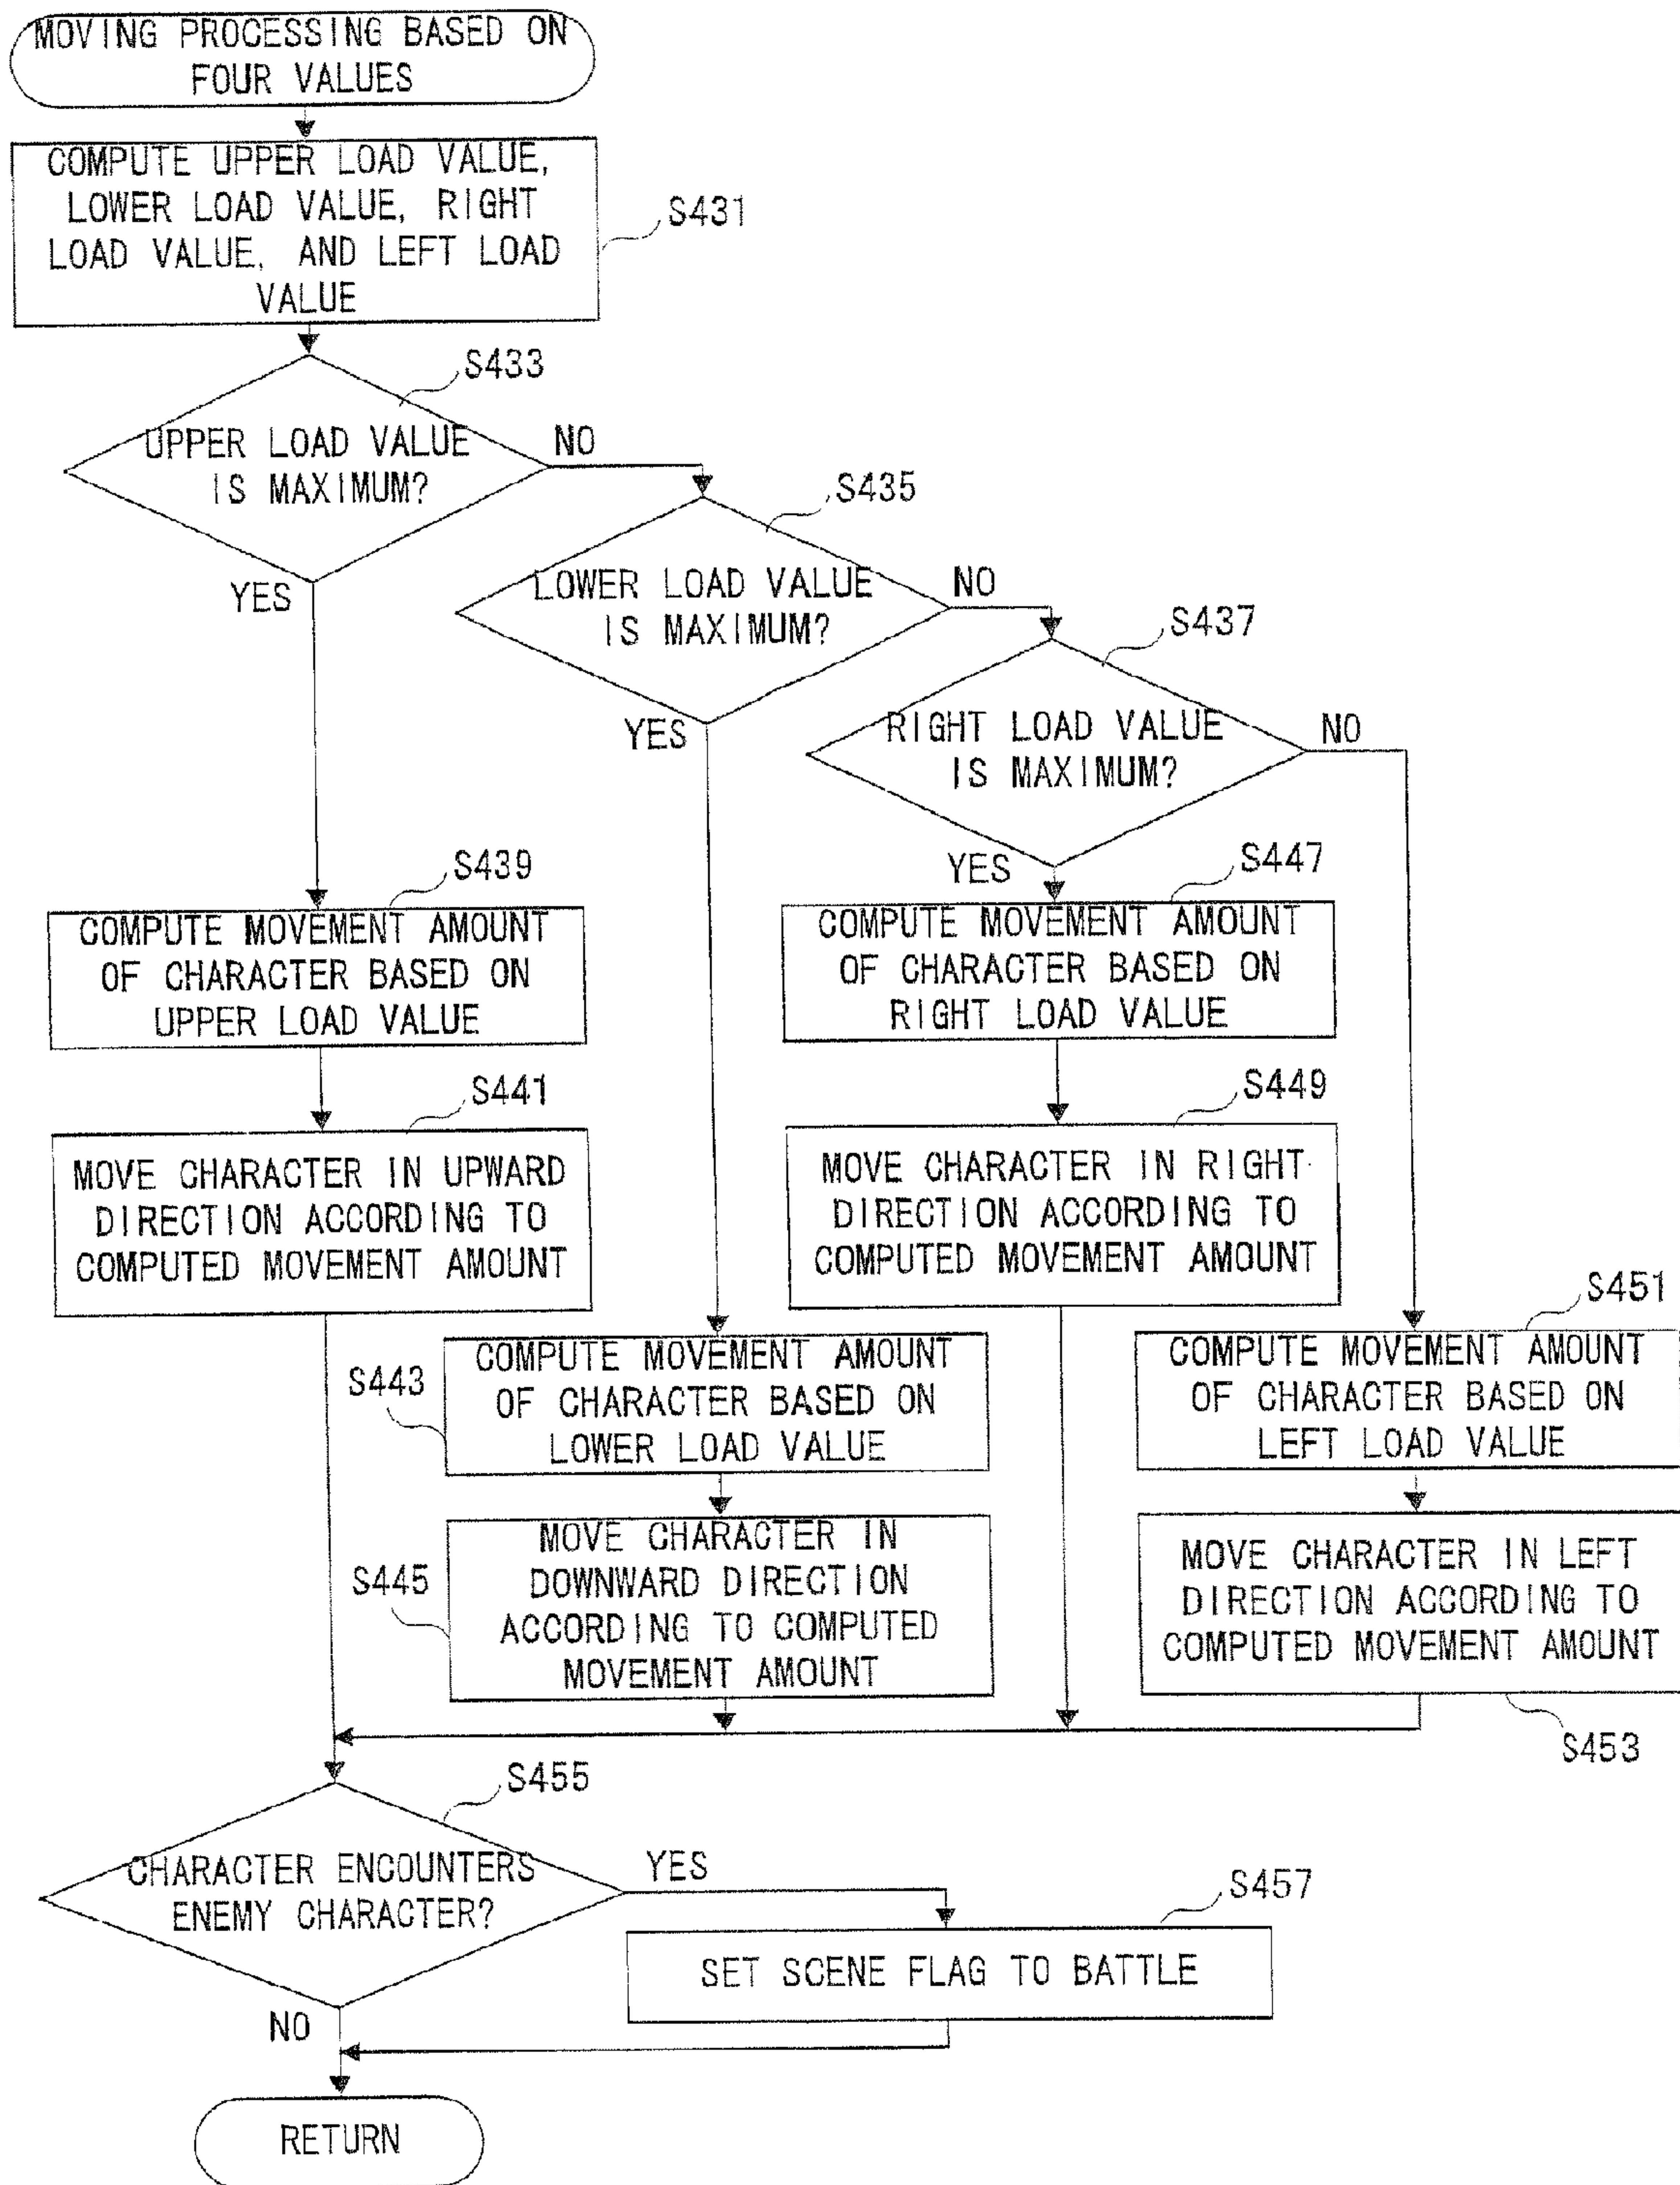 MOVING PROCESSING BASED ON
FOUR VALUES
COMPUTE UPPER LOAD VALUE,
LOWER LOAD VALUE, RIGHT
LOAD VALUE, AND LEFT LOAD
VALUE
S431
S433
UPPER LOAD VALUE
IS MAXIMUM?
NO
YES
S435
LOWER LOAD VALUE
IS MAXIMUM?
NO
YES
S437
RIGHT LOAD VALUE
IS MAXIMUM?
NO
YES
S439
COMPUTE MOVEMENT AMOUNT
OF CHARACTER BASED ON
UPPER LOAD VALUE
S447
COMPUTE MOVEMENT AMOUNT
OF CHARACTER BASED ON
RIGHT LOAD VALUE
S441
MOVE CHARACTER IN UPWARD
DIRECTION ACCORDING TO
COMPUTED MOVEMENT AMOUNT
S449
MOVE CHARACTER IN RIGHT
DIRECTION ACCORDING TO
COMPUTED MOVEMENT AMOUNT
S443
COMPUTE MOVEMENT AMOUNT
OF CHARACTER BASED ON
LOWER LOAD VALUE
S451
COMPUTE MOVEMENT AMOUNT
OF CHARACTER BASED ON
LEFT LOAD VALUE
S445
MOVE CHARACTER IN
DOWNWARD DIRECTION
ACCORDING TO COMPUTED
MOVEMENT AMOUNT
MOVE CHARACTER IN LEFT
DIRECTION ACCORDING TO
COMPUTED MOVEMENT AMOUNT
S453
S455
CHARACTER ENCOUNTERS
ENEMY CHARACTER?
YES
NO
S457
SET SCENE FLAG TO BATTLE
RETURN